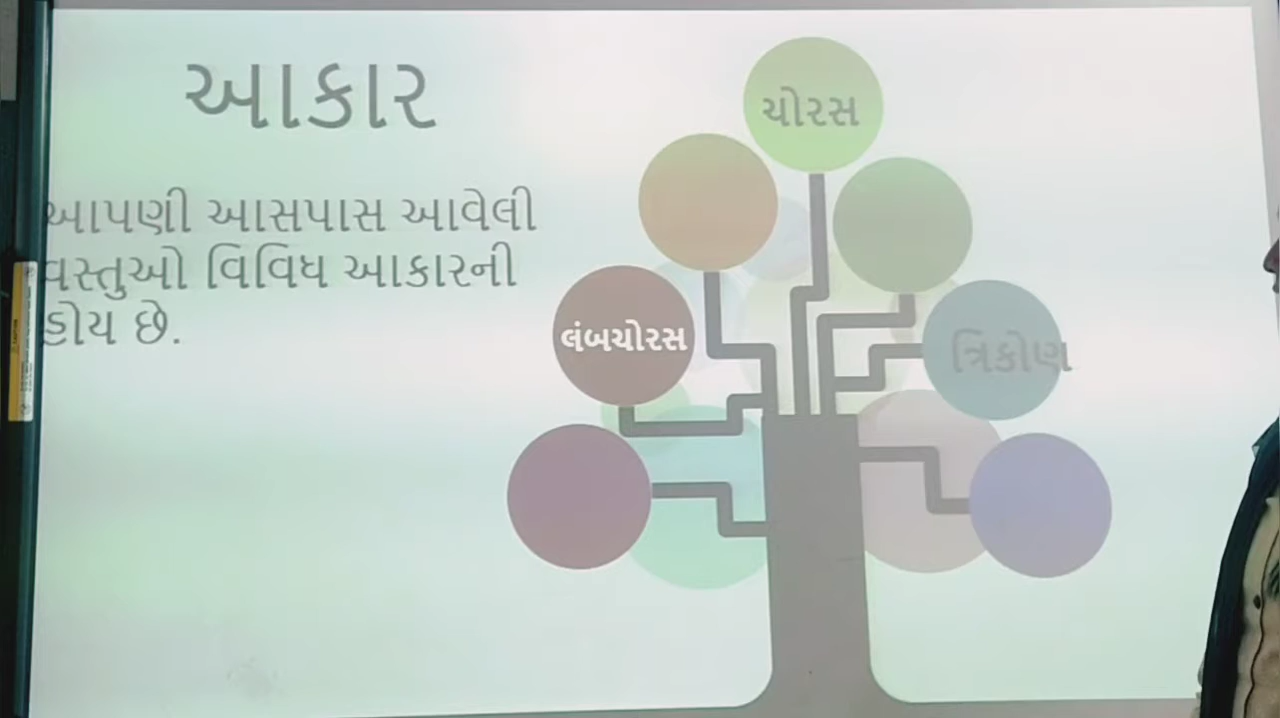 આકાર
આપણી આસપાસ આવેલી
વસ્તુઓ વિવિધ આકારની
હોય છે.
ચોરસ
લંબચોરસ
ત્રિકોણ